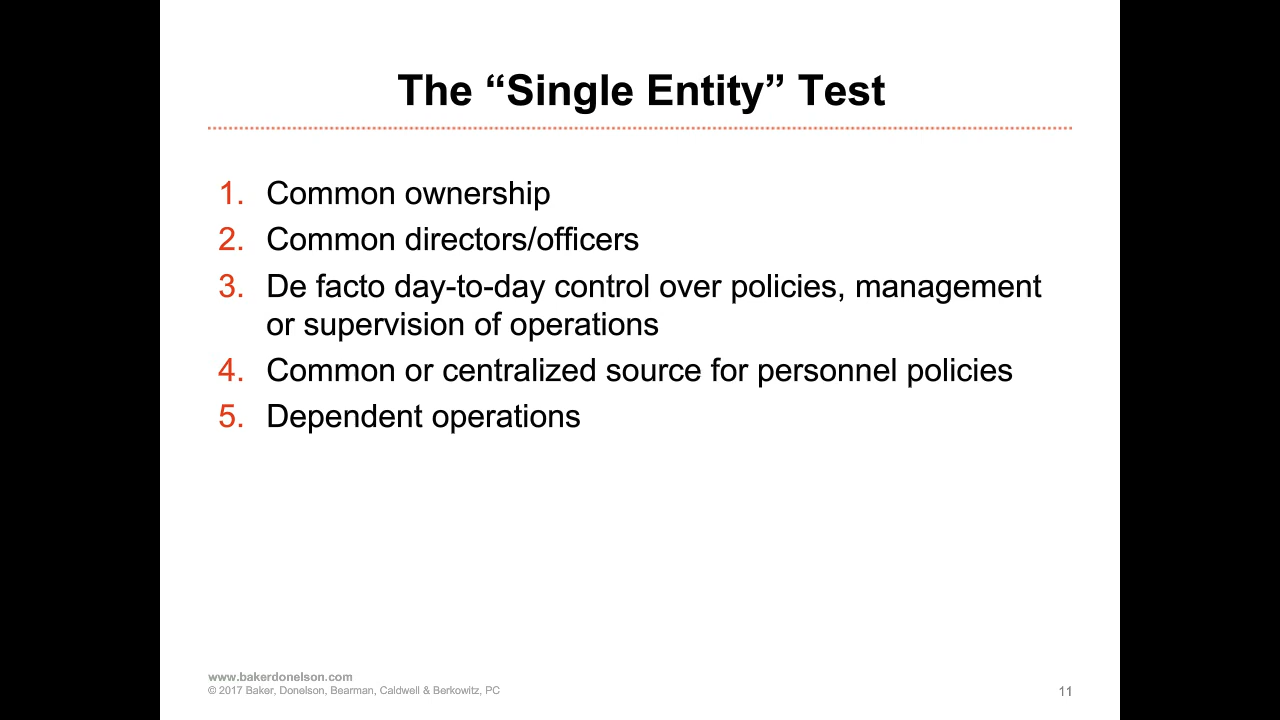 The “Single Entity” Test
1. Common ownership
2. Common directors/officers
3. De facto day-to-day control over policies, management
or supervision of operations
4. Common or centralized source for personnel policies
5. Dependent operations
www.bakerdonelson.com
© 2017 Baker, Donelson, Bearman, Caldwell & Berkowitz, PC
11